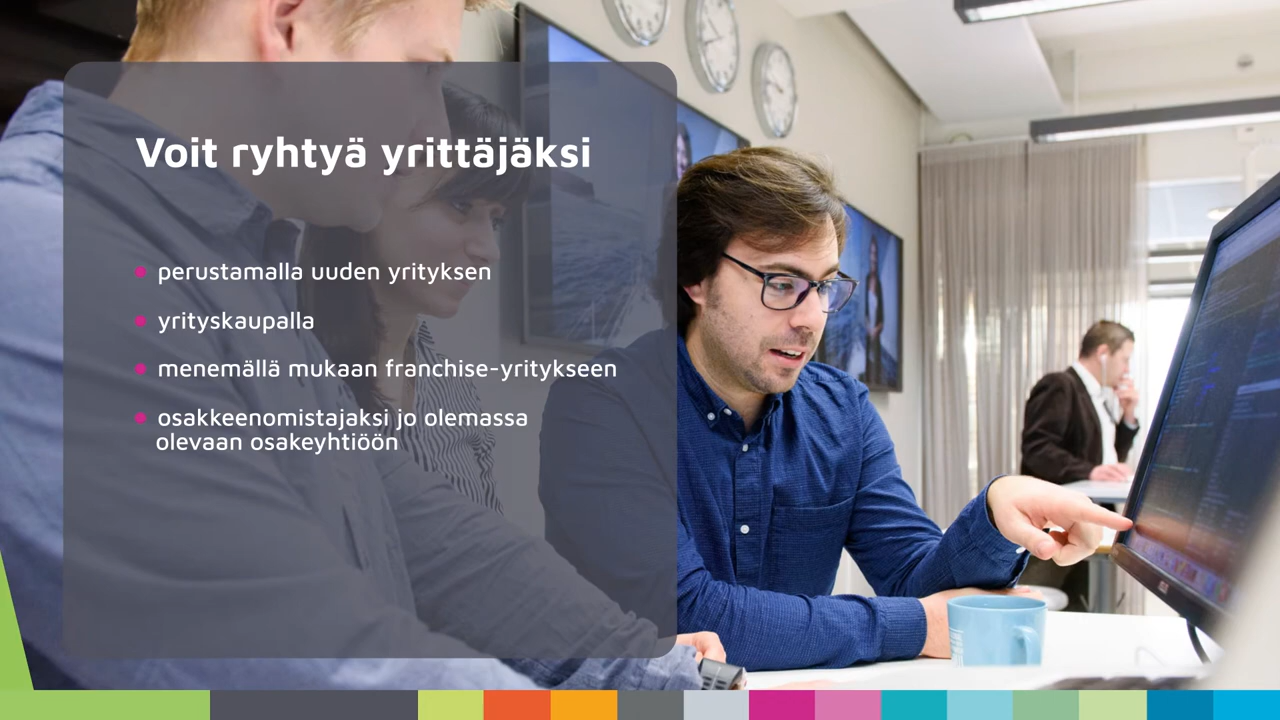 Voit ryhtyä yrittäjäksi
perustamalla uuden yrityksen
yrityskaupalla
menemällä mukaan franchise-yritykseen
osakkeenomistajaksi jo olemassa
olevaan osakeyhtiöön